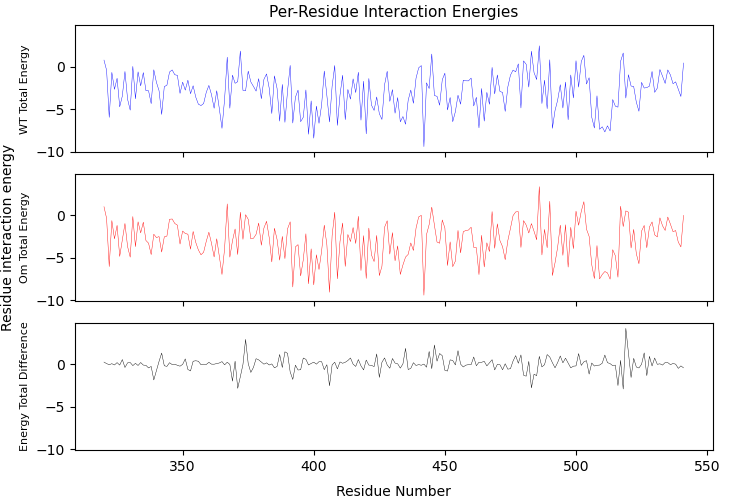 Per-Residue Interaction Energies
Residue interaction energy
WT Total Energy
0
−5
−10
Om Total Energy
0
−5
−10
Energy Total Difference
0
−5
−10
350 400 450 500 550
Residue Number